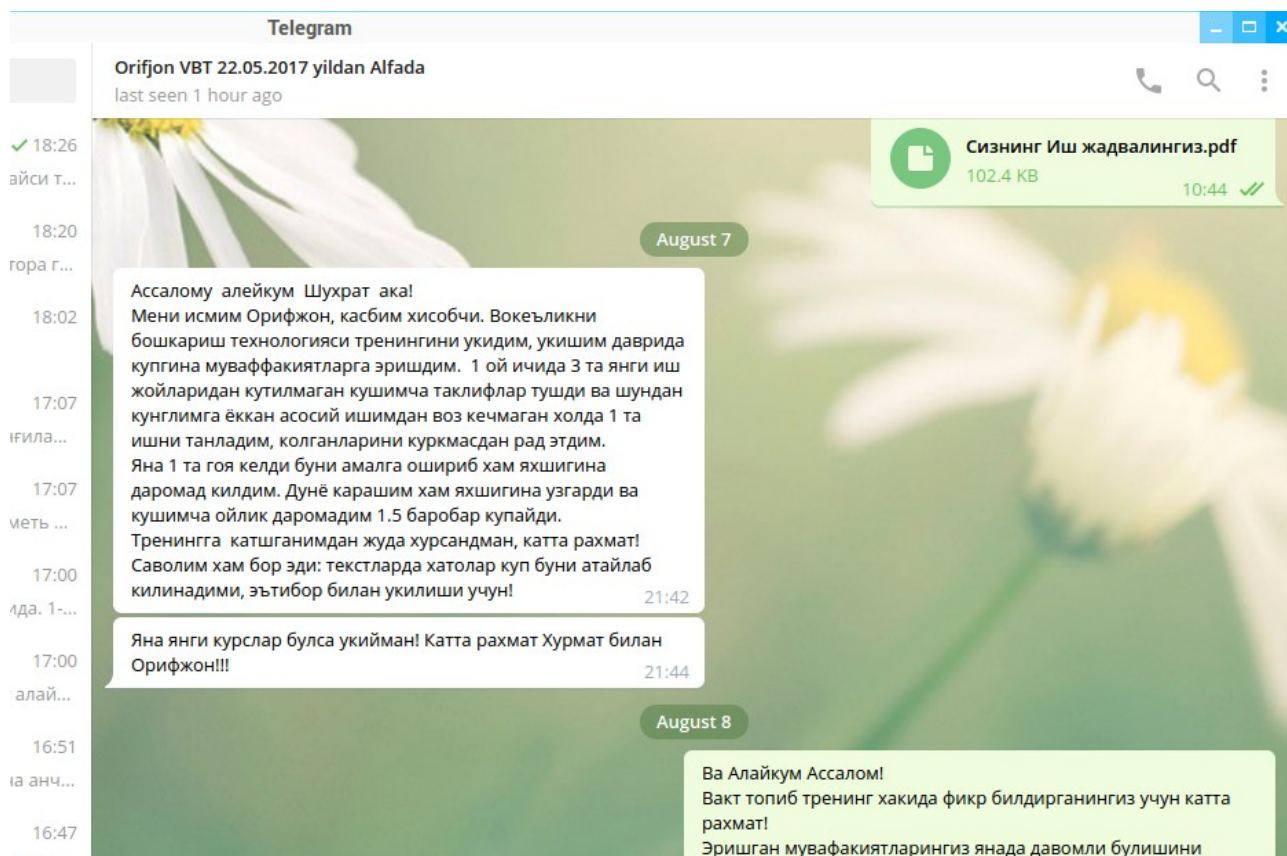 Telegram
Orifjon VBT 22.05.2017 yildan Alfada
last seen 1 hour ago
18:26
айси т...
18:20
тора г...
18:02
17:07
17:07
меть ...
17:00
ида. 1-...
17:00
алай...
16:51
на анч...
16:47
Сизнинг Иш жадвалингиз.pdf
102.4 KB
10:44
August 7
Ассалому алейкум Шухрат ака!
Мени исмим Орифжон, касбим хисобчи. Вокеъликни
бошкариш технологияси тренингини укидим, укишим даврида
купгина муваффакиятларга эришдим. 1 ой ичида 3 та янги иш
жойларидан кутилмаган кушимча таклифлар тушди ва шундан
кунглимга ёккан асосий ишимдан воз кечмаган холда 1 та
ишни танладим, колганларини куркмасдан рад этдим.
Яна 1 та гоя келди буни амалга ошириб хам яхшигина
даромад килдим. Дунё карашим хам яхшигина узгарди ва
кушимча ойлик даромадим 1.5 баробар купайди.
Тренингга катшганимдан жуда хурсандман, катта рахмат!
Саволим хам бор эди: текстларда хатолар куп буни атайлаб
килинадими, эътибор билан укилиши учун!
21:42
Яна янги курслар булса укийман! Катта рахмат Хурмат билан
Орифжон!!!
21:44
August 8
Ва Алайкум Ассалом!
Вакт топиб тренинг хакида фикр билдирганингиз учун катта
рахмат!
Эришган мувафакиятларингиз янада давомли булишини